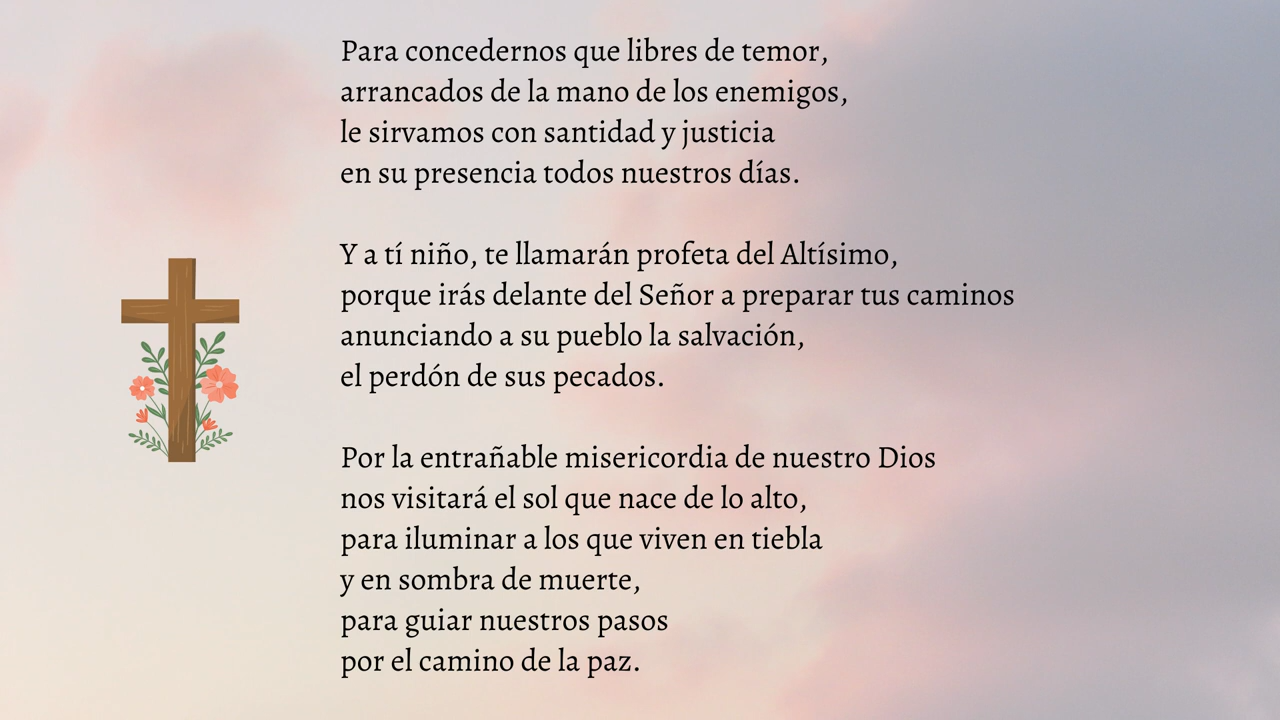 Para concedernos que libres de temor,
arrancados de la mano de los enemigos,
le sirvamos con santidad y justicia
en su presencia todos nuestros días.
Y a tí niño, te llamarán profeta del Altísimo,
porque irás delante del Señor a preparar tus caminos
anunciando a su pueblo la salvación,
el perdón de sus pecados.
Por la entrañable misericordia de nuestro Dios
nos visitará el sol que nace de lo alto,
para iluminar a los que viven en tiebla
y en sombra de muerte,
para guiar nuestros pasos
por el camino de la paz.